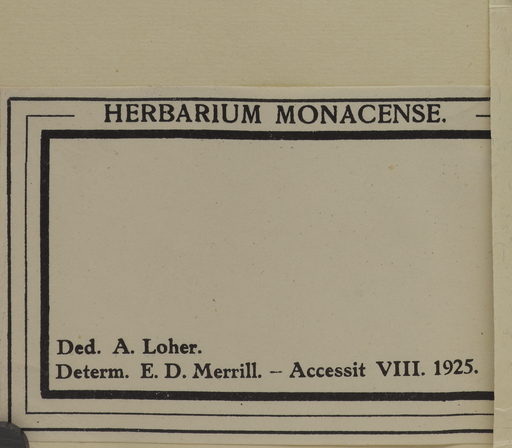 HERBARIUM MONACENSE.
Ded. A. Loher.
Determ. E. D. Merrill. – Accessit VIII. 1925.